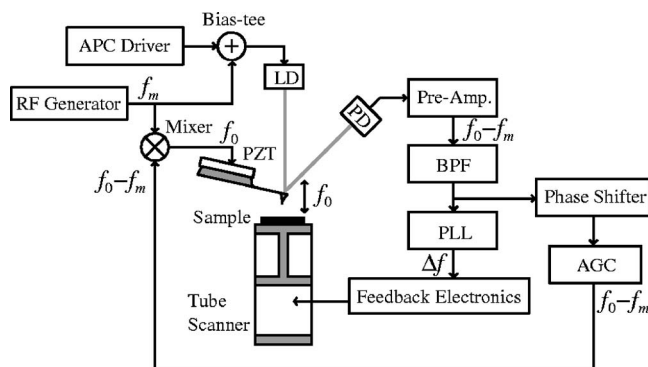 Bias-tee
APC Driver
+
LD
RF Generator
fm
Pre-Amp.
PD
Mixer
f0
PZT
f0–fm
BPF
f0–fm
f0
Sample
Phase Shifter
PLL
Δf
AGC
Tube
Scanner
Feedback Electronics
f0–fm